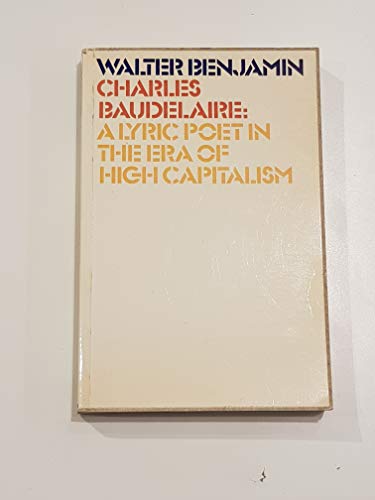 WALTER BENJAMIN
CHARLES
BAUDELAIRE:
A LYRIC POET IN
THE ERA OF
HIGH CAPITALISM